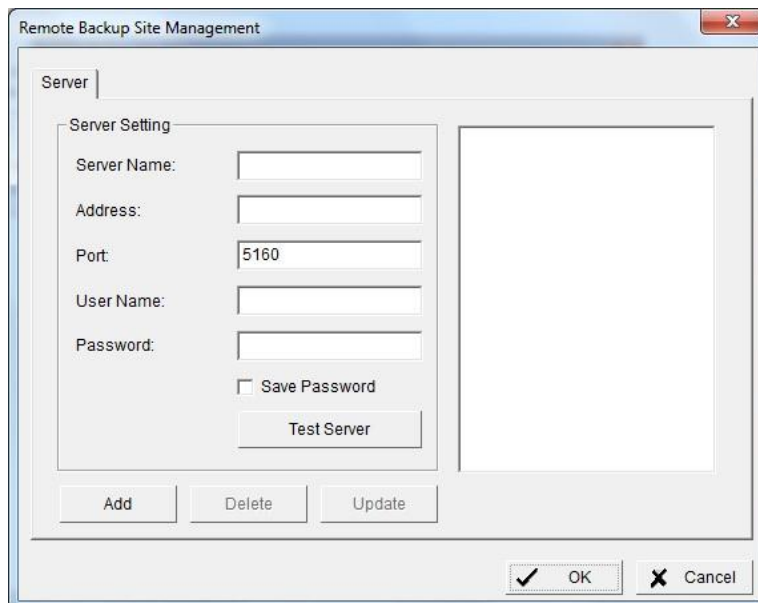 Remote Backup Site Management
Server
Server Setting
Server Name:
Address:
Port: 5160
User Name:
Password:
Save Password
Test Server
Add Delete Update
OK Cancel